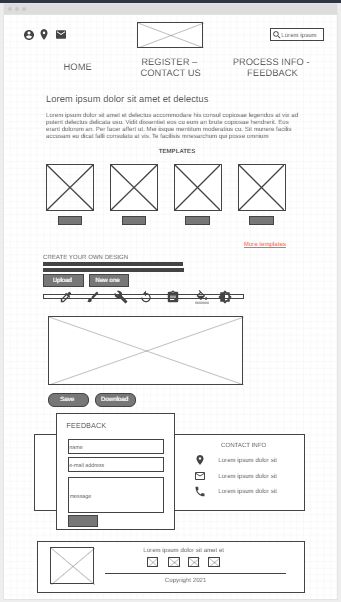 Lorem ipsum
HOME
REGISTER –
CONTACT US
PROCESS INFO -
FEEDBACK
Lorem ipsum dolor sit amet et delectus
Lorem ipsum dolor sit amet et delectus accommodare his consul copiosae legendos at vis ad
putent delectus delicata usu. Vidit dissentiet eos cu eum an brute copiosae hendrerit. Eos
erant dolorum an. Per facer affert ut. Mei iisque mentitum moderatius cu. Sit munere facilis
accusam eo dicat falli consulatu at vis. Te facilisis mnesarchum qui posse omnium
TEMPLATES
More templates
CREATE YOUR OWN DESIGN
Upload
New one
Save
Download
FEEDBACK
name
e-mail address
message
CONTACT INFO
Lorem ipsum dolor sit
Lorem ipsum dolor sit
Lorem ipsum dolor sit
Lorem ipsum dolor sit amet et
Copyright 2021